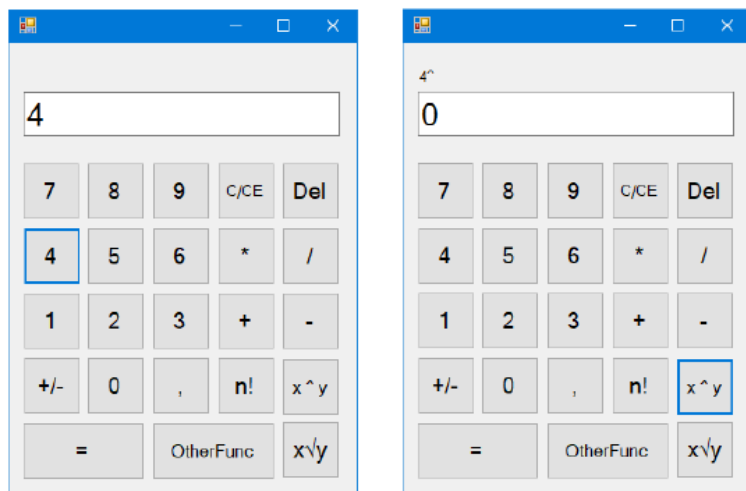 4
7 8 9 C/CE Del
4 5 6 * /
1 2 3 + -
+/- 0 , n! x^y
= OtherFunc x√y
4^
0
7 8 9 C/CE Del
4 5 6 * /
1 2 3 + -
+/- 0 , n! x^y
= OtherFunc x√y